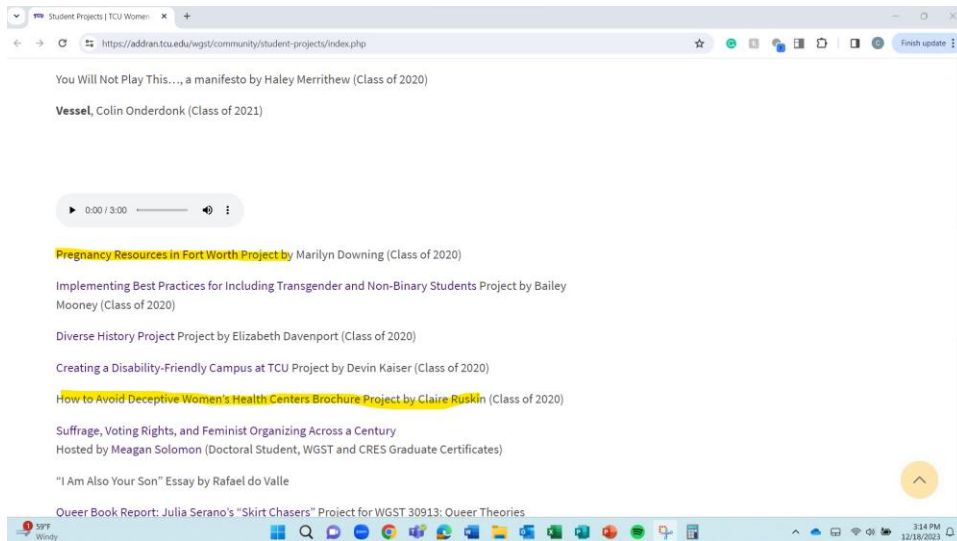 TCU Student Projects | TCU Women
https://addran.tcu.edu/wgst/community/student-projects/index.php
Finish update
You Will Not Play This…, a manifesto by Haley Merrithew (Class of 2020)
Vessel, Colin Onderdonk (Class of 2021)
0:00 / 3:00
Pregnancy Resources in Fort Worth Project by Marilyn Downing (Class of 2020)
Implementing Best Practices for Including Transgender and Non-Binary Students Project by Bailey
Mooney (Class of 2020)
Diverse History Project Project by Elizabeth Davenport (Class of 2020)
Creating a Disability-Friendly Campus at TCU Project by Devin Kaiser (Class of 2020)
How to Avoid Deceptive Women's Health Centers Brochure Project by Claire Ruskin (Class of 2020)
Suffrage, Voting Rights, and Feminist Organizing Across a Century
Hosted by Meagan Solomon (Doctoral Student, WGST and CRES Graduate Certificates)
"I Am Also Your Son" Essay by Rafael do Valle
Queer Book Report: Julia Serano's "Skirt Chasers" Project for WGST 30913: Queer Theories
1
59°F
Windy
3:14 PM
12/18/2023